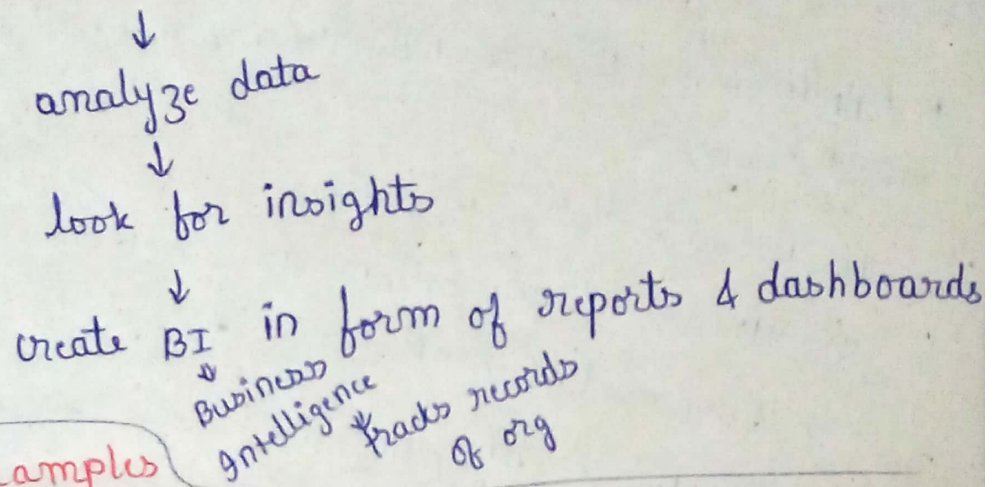 ↓
analyze data
↓
look for insights
↓
create BI in form of reports & dashboards
↓
Business
Intelligence
↓
tracks records
of org
amples